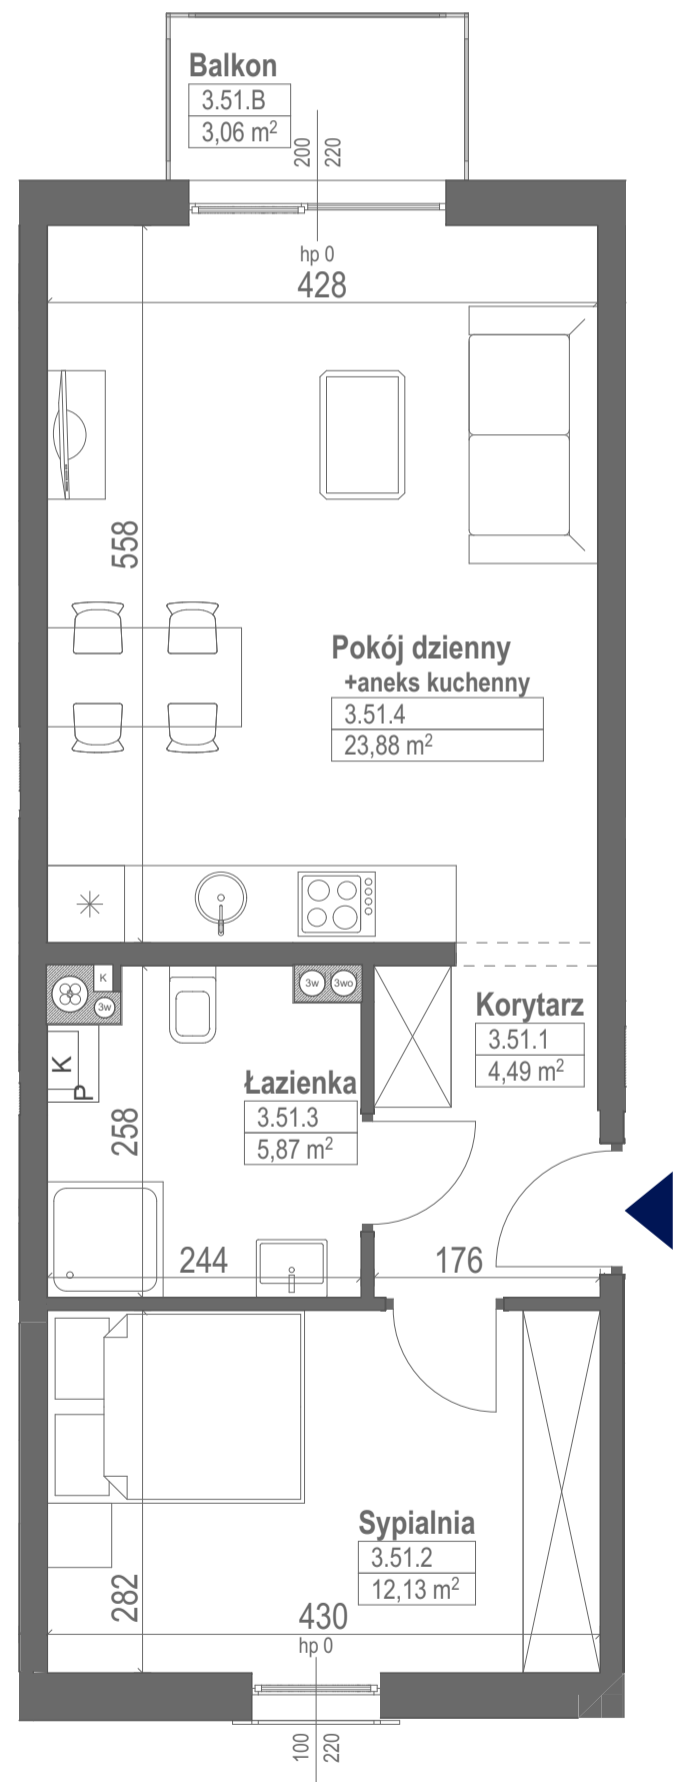 Balkon
3.51.B
3,06 m²
200
220
hp 0
428
558
Pokój dzienny
+aneks kuchenny
3.51.4
23,88 m²
K
3w
3w
3wo
Korytarz
3.51.1
4,49 m²
K
P
Łazienka
3.51.3
5,87 m²
258
244
176
Sypialnia
3.51.2
12,13 m²
282
430
hp 0
100
220